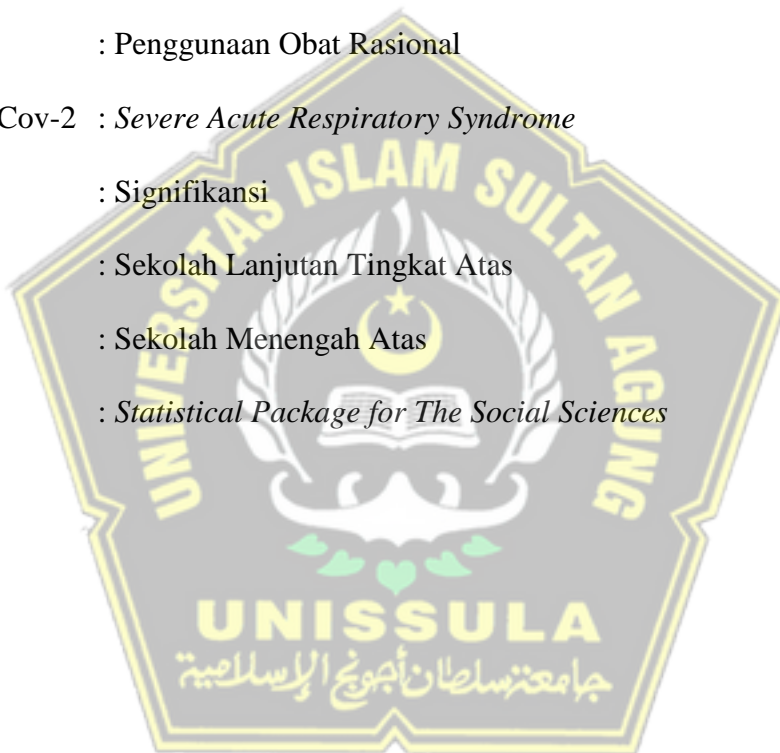 : Penggunaan Obat Rasional
Cov-2 : Severe Acute Respiratory Syndrome
: Signifikansi
: Sekolah Lanjutan Tingkat Atas
: Sekolah Menengah Atas
: Statistical Package for The Social Sciences
UNIVERSITAS ISLAM SULTAN AGUNG
UNISSULA
جامعة سلطان أجونج الإسلامية